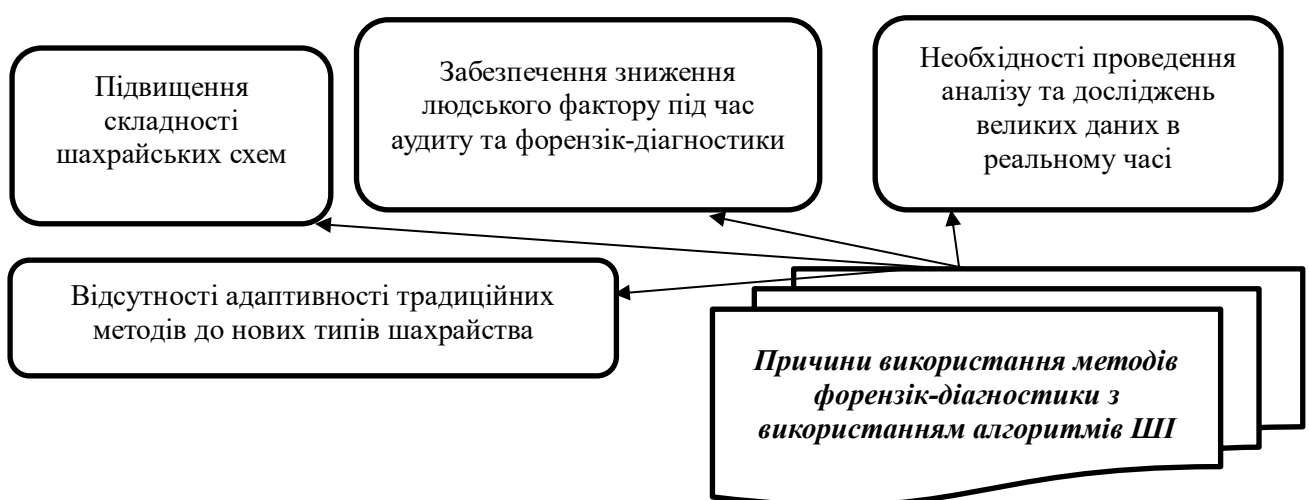 Підвищення
складності
шахрайських схем
Забезпечення зниження
людського фактору під час
аудиту та форензік-діагностики
Необхідності проведення
аналізу та досліджень
великих даних в
реальному часі
Відсутності адаптивності традиційних
методів до нових типів шахрайства
Причини використання методів
форензік-діагностики з
використанням алгоритмів ШІ